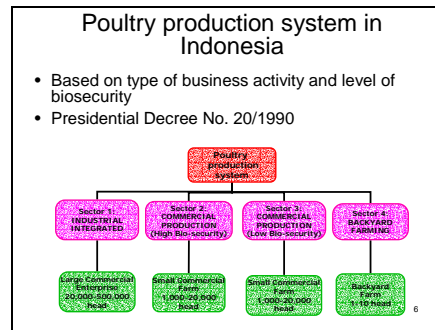 Poultry production system in
Indonesia
• Based on type of business activity and level of
biosecurity
• Presidential Decree No. 20/1990
Poultry
production
system
Sector 1:
INDUSTRIAL
INTEGRATED
Sector 2:
COMMERCIAL
PRODUCTION
(High Bio-security)
Sector 3:
COMMERCIAL
PRODUCTION
(Low Bio-security)
Sector 4:
BACKYARD
FARMING
Large Commercial
Enterprise
20,000-500,000
head
Small Commercial
Farm
1,000-20,000
head
Small Commercial
Farm
1,000-20,000
head
Backyard
Farm
1-10 head
6